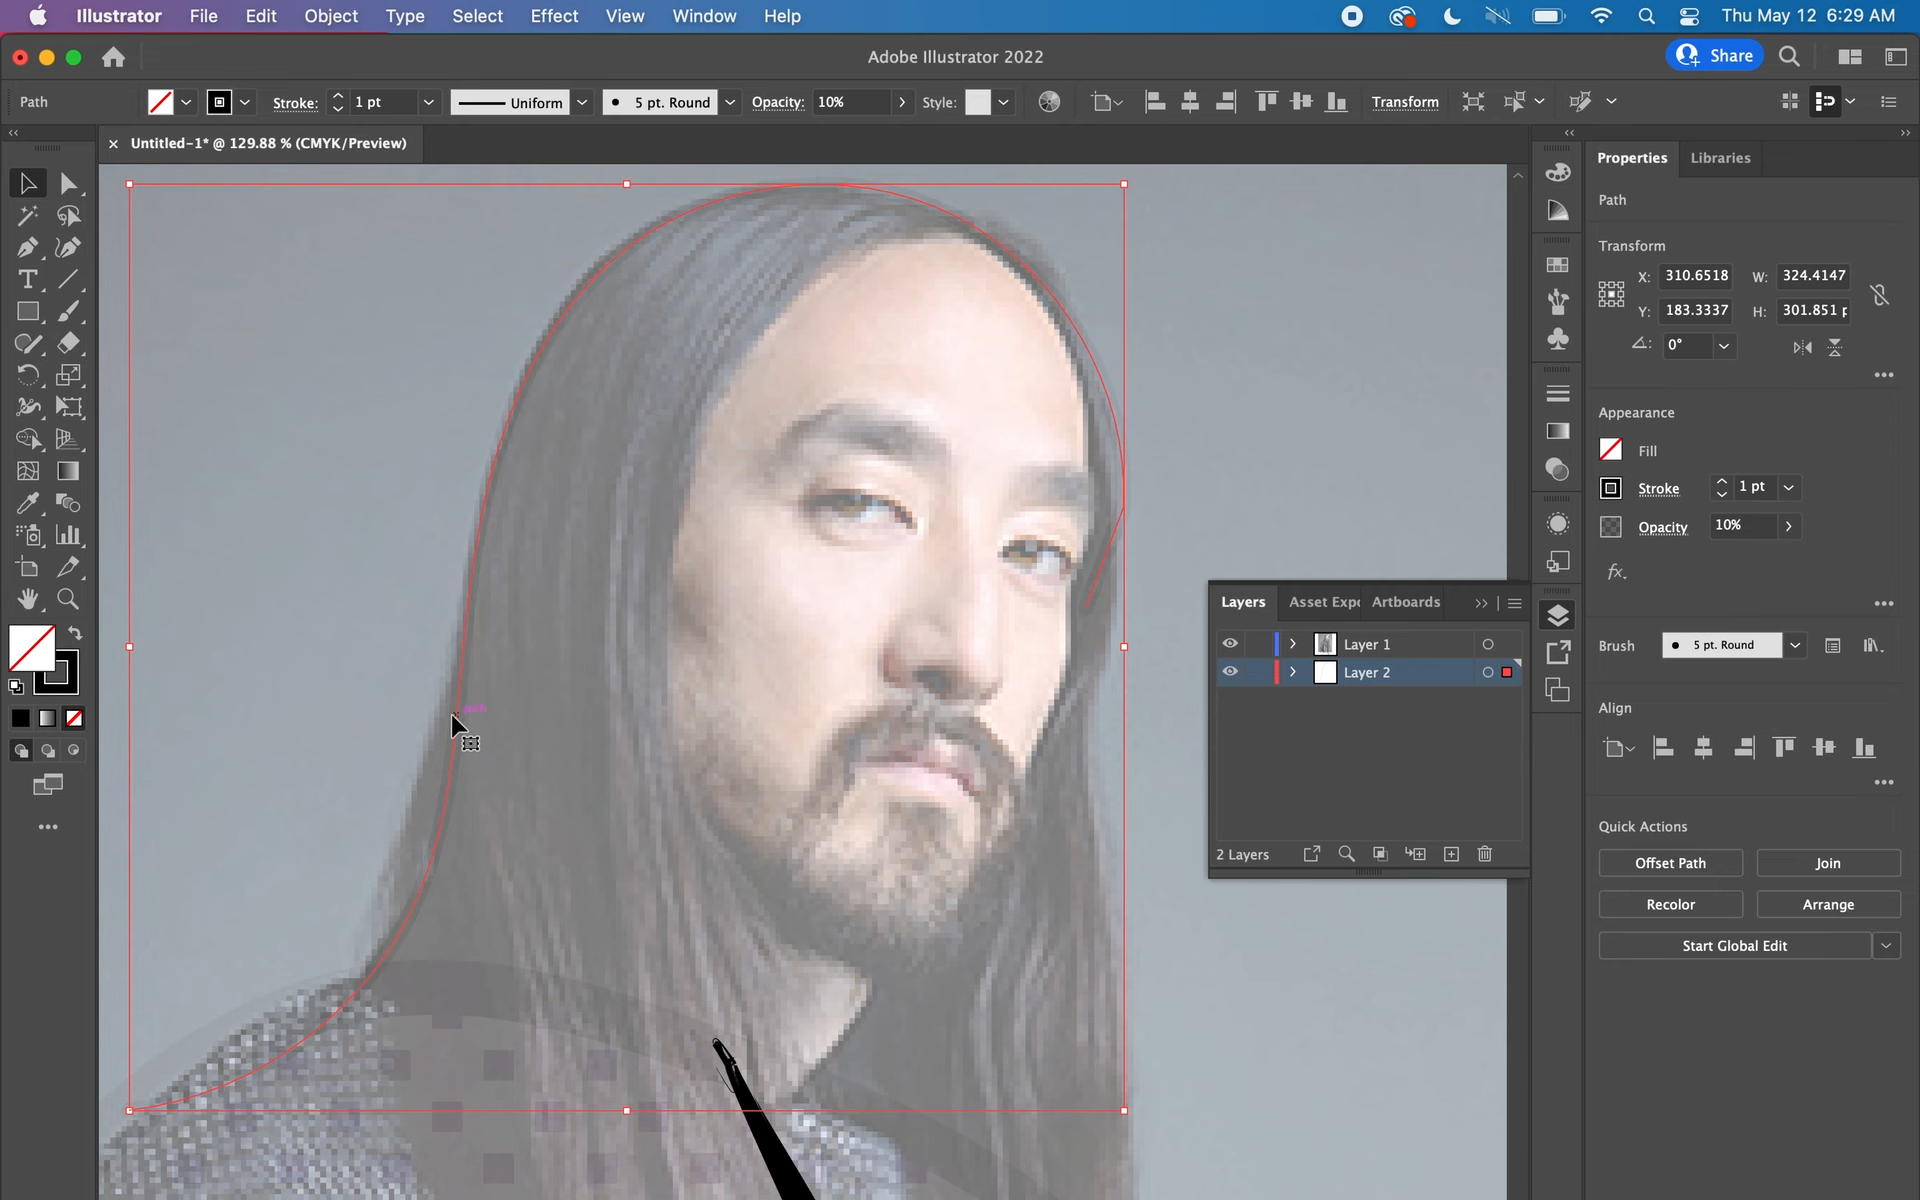 Illustrator File Edit Object Type Select Effect View Window Help Thu May 12 6:29 AM
Adobe Illustrator 2022 Share
Path Stroke: 1 pt Uniform 5 pt. Round Opacity: 10% Style: Transform
Untitled-1* @ 129.88 % (CMYK/Preview)
Properties Libraries
Path
Transform
X: 310.6518 W: 324.4147
Y: 183.3337 H: 301.851 p
0°
Appearance
Fill
Stroke 1 pt
Opacity 10%
fx.
Brush 5 pt. Round
Align
Quick Actions
Offset Path Join
Recolor Arrange
Start Global Edit
Layers Asset Expo Artboards
Layer 1
Layer 2
2 Layers
path